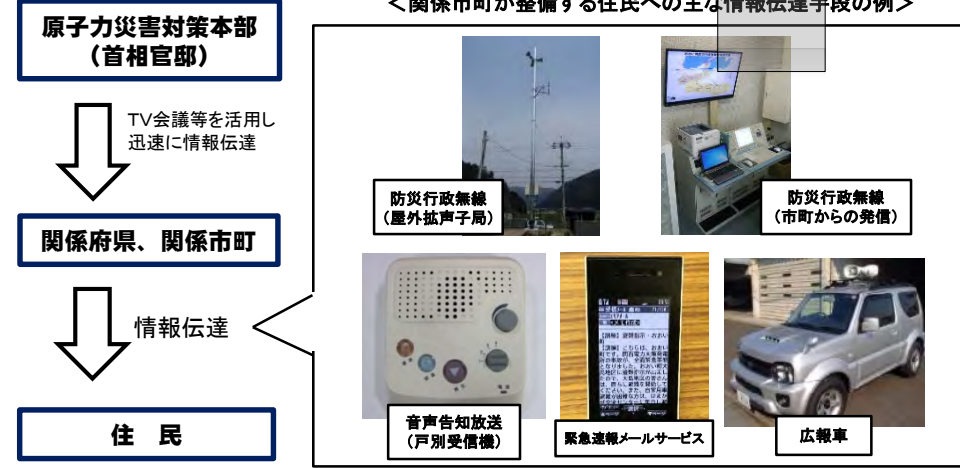 ＜関係市町が整備する住民への主な情報伝達手段の例＞
原子力災害対策本部
（首相官邸）
TV会議等を活用し
迅速に情報伝達
関係府県、関係市町
情報伝達
住　民
防災行政無線
（屋外拡声子局）
防災行政無線
（市町からの発信）
音声告知放送
（戸別受信機）
緊急速報メールサービス
広報車